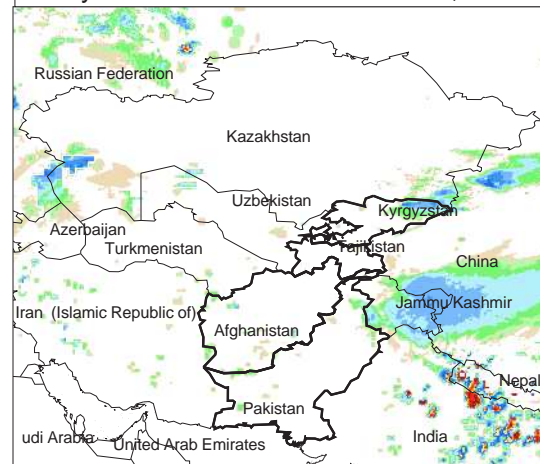 Russian Federation
Kazakhstan
Uzbekistan
Kyrgyzstan
Azerbaijan
Turkmenistan
Tajikistan
China
Iran (Islamic Republic of)
Jammu Kashmir
Afghanistan
Nepal
Pakistan
udi Arabia
United Arab Emirates
India